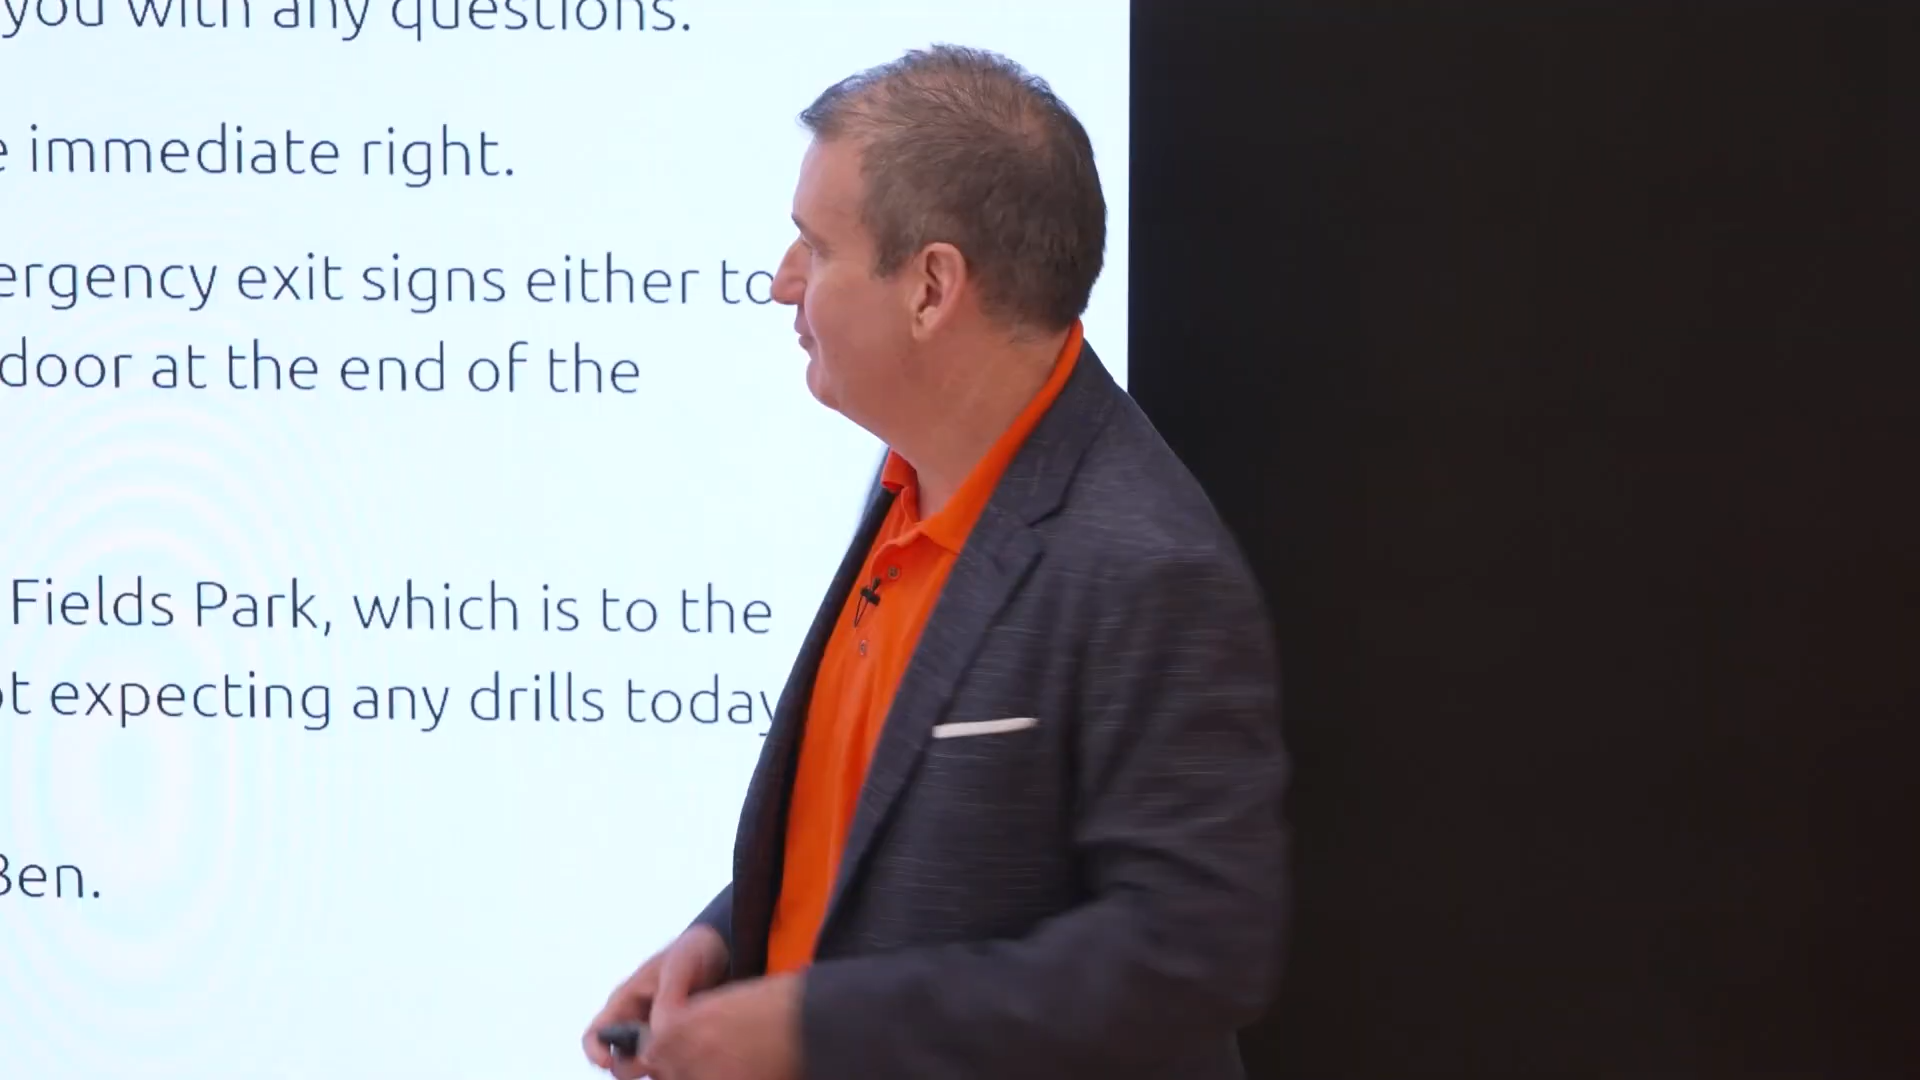 you with any questions.
immediate right.
exit signs either to
door at the end of the
Fields Park, which is to the
expecting any drills today
Ben.